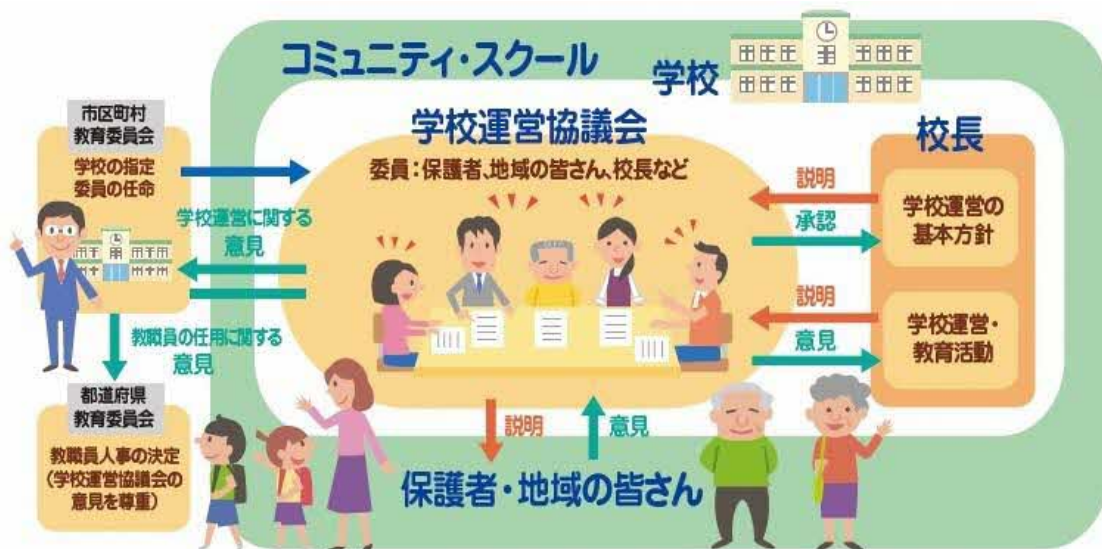 コミュニティ・スクール
学校
市区町村
教育委員会
学校の指定
委員の任命
学校運営協議会
委員：保護者、地域の皆さん、校長など
校長
説明
承認
学校運営の
基本方針
学校運営に関する
意見
説明
意見
学校運営・
教育活動
教職員の任用に関する
意見
都道府県
教育委員会
教職員人事の決定
(学校運営協議会の
意見を尊重)
説明
意見
保護者・地域の皆さん